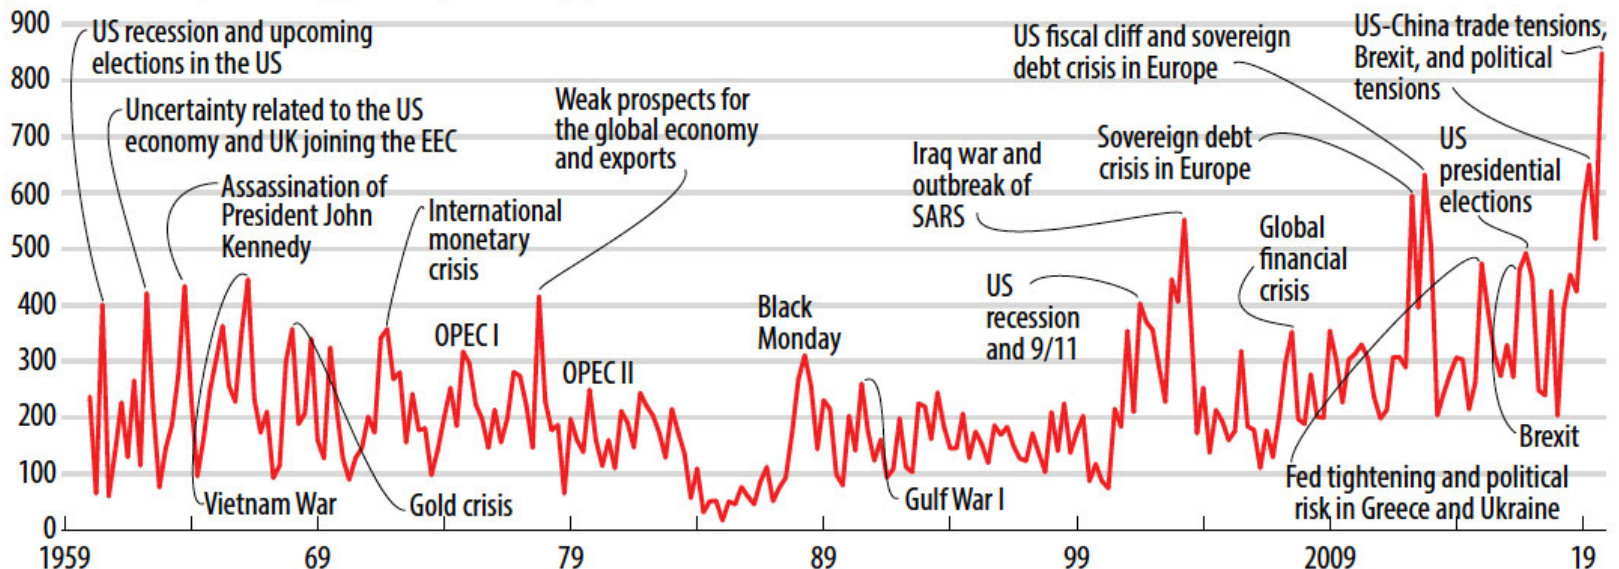 900
800
700
600
500
400
300
200
100
0
US recession and upcoming
elections in the US
Uncertainty related to the US
economy and UK joining the EEC
Assassination of
President John
Kennedy
Vietnam War
Gold crisis
International
monetary
crisis
OPEC I
Weak prospects for
the global economy
and exports
OPEC II
Black
Monday
Gulf War I
Iraq war and
outbreak of
SARS
US
recession
and 9/11
US fiscal cliff and sovereign
debt crisis in Europe
Sovereign debt
crisis in Europe
Global
financial
crisis
US-China trade tensions,
Brexit, and political
tensions
US
presidential
elections
Brexit
Fed tightening and political
risk in Greece and Ukraine
1959
69
79
89
99
2009
19